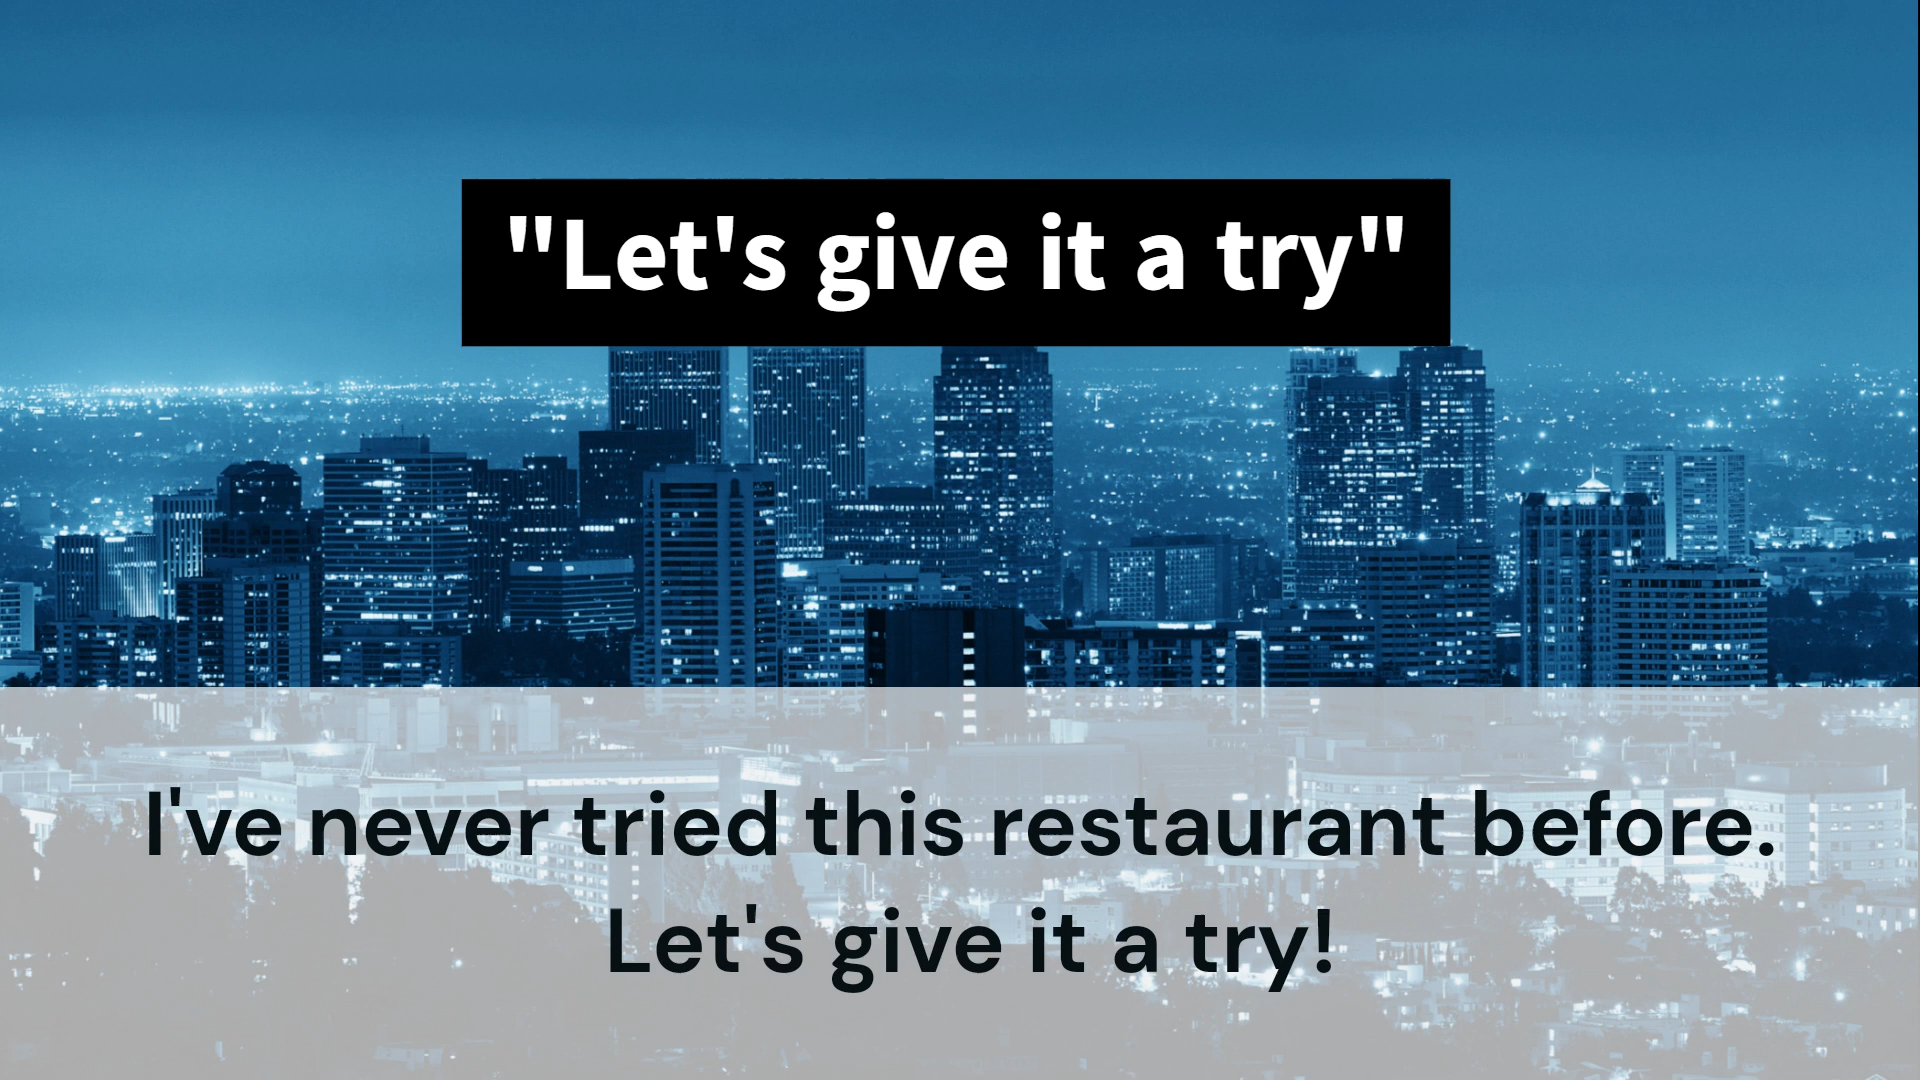 "Let's give it a try"
I've never tried this restaurant before.
Let's give it a try!